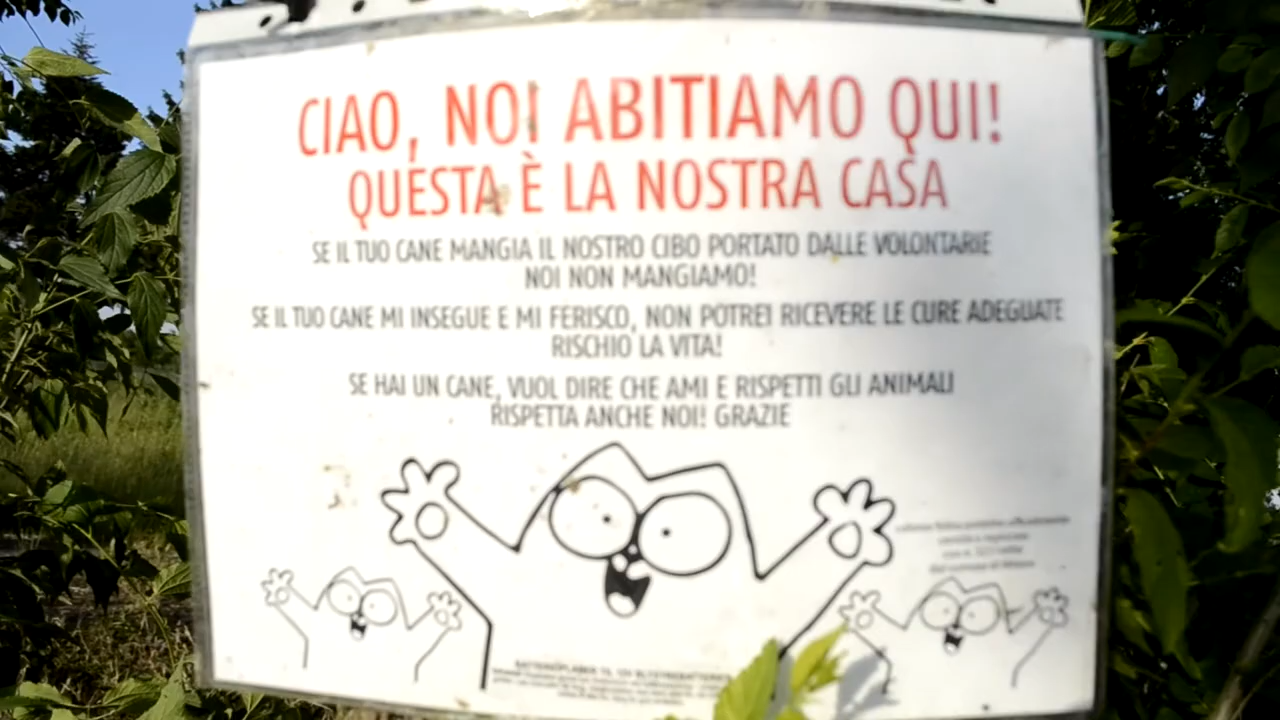 CIAO, NOI ABITIAMO QUI!
QUESTA È LA NOSTRA CASA
SE IL TUO CANE MANGIA IL NOSTRO CIBO PORTATO DALLE VOLONTARIE
NOI NON MANGIAMO!
SE IL TUO CANE MI INSEGUE E MI FERISCO, NON POTREI RICEVERE LE CURE ADEGUATE
RISCHIO LA VITA!
SE HAI UN CANE, VUOL DIRE CHE AMI E RISPETTI GLI ANIMALI
RISPETTA ANCHE NOI! GRAZIE